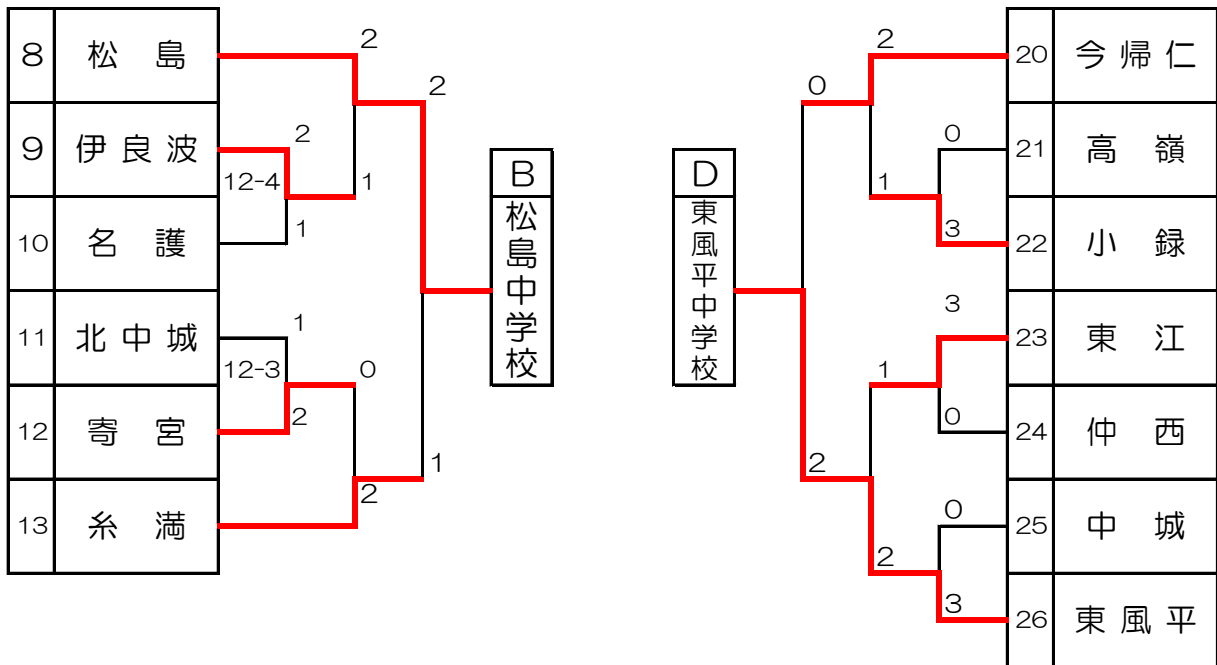 8 松島
2
2
9 伊良波
2
12-4
1
10 名護
1
11 北中城
1
12-3
0
12 寄宮
2
1
13 糸満
2
B
松島中学校
D
東風平中学校
20 今帰仁
2
0
21 高嶺
0
1
22 小録
3
23 東江
3
1
24 仲西
0
2
25 中城
0
2
26 東風平
3